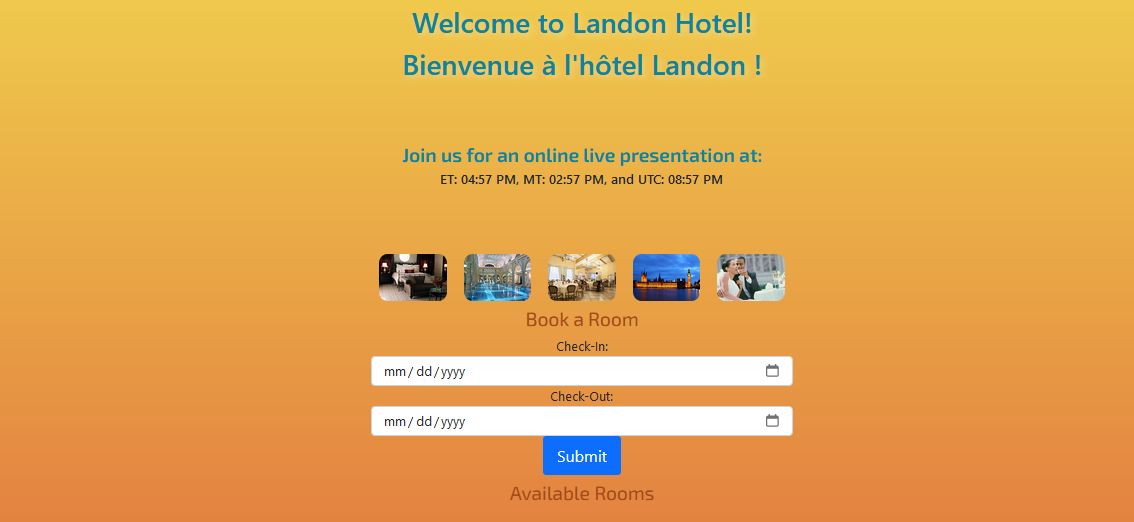 Welcome to Landon Hotel!
Bienvenue à l'hôtel Landon !
Join us for an online live presentation at:
ET: 04:57 PM, MT: 02:57 PM, and UTC: 08:57 PM
Book a Room
Check-In:
mm/dd/yyyy
Check-Out:
mm/dd/yyyy
Submit
Available Rooms